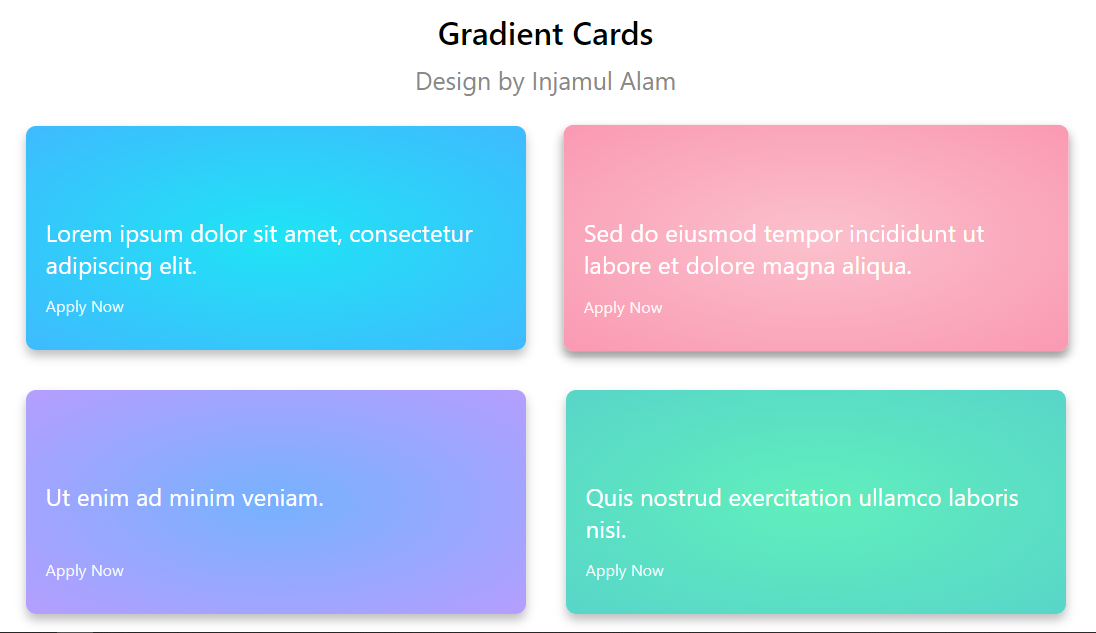 Gradient Cards
Design by Injamul Alam
Lorem ipsum dolor sit amet, consectetur
adipiscing elit.
Apply Now
Sed do eiusmod tempor incididunt ut
labore et dolore magna aliqua.
Apply Now
Ut enim ad minim veniam.
Apply Now
Quis nostrud exercitation ullamco laboris
nisi.
Apply Now